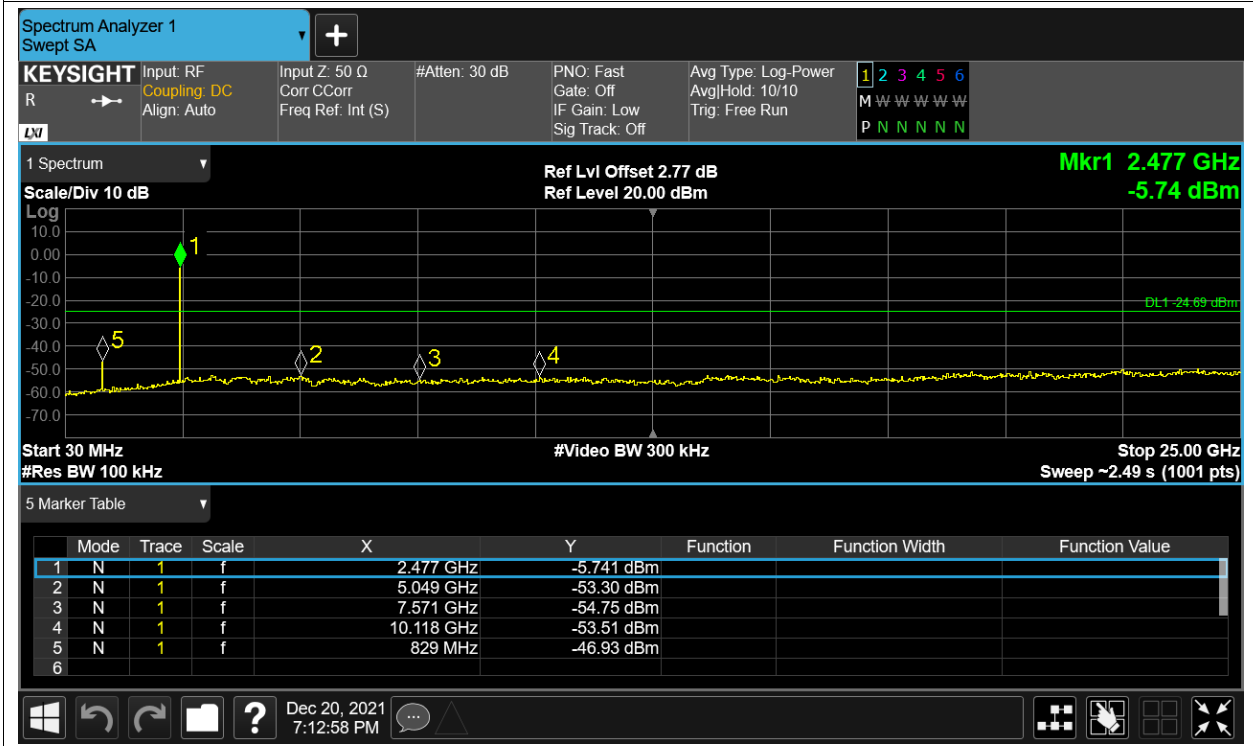 Spectrum Analyzer 1
Swept SA
KEYSIGHT
R
LXI
Input: RF
Coupling: DC
Align: Auto
Input Z: 50 Ω
Corr CCorr
Freq Ref: Int (S)
#Atten: 30 dB
PNO: Fast
Gate: Off
IF Gain: Low
Sig Track: Off
Avg Type: Log-Power
Avg|Hold: 10/10
Trig: Free Run
1 2 3 4 5 6
M W W W W W
P N N N N N
1 Spectrum
Scale/Div 10 dB
Ref Lvl Offset 2.77 dB
Ref Level 20.00 dBm
Mkr1 2.477 GHz
-5.74 dBm
Log
10.0
0.00
-10.0
-20.0
-30.0
-40.0
-50.0
-60.0
-70.0
1
5
2
3
4
DL1 -24.69 dBm
Start 30 MHz
#Video BW 300 kHz
Stop 25.00 GHz
#Res BW 100 kHz
Sweep ~2.49 s (1001 pts)
5 Marker Table
Mode Trace Scale X Y Function Function Width Function Value
1 N 1 f 2.477 GHz -5.741 dBm
2 N 1 f 5.049 GHz -53.30 dBm
3 N 1 f 7.571 GHz -54.75 dBm
4 N 1 f 10.118 GHz -53.51 dBm
5 N 1 f 829 MHz -46.93 dBm
6
?
Dec 20, 2021
7:12:58 PM